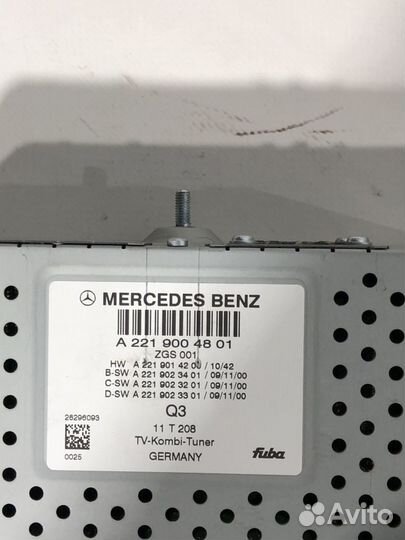 MERCEDES BENZ
A 221 900 48 01
ZGS 001
HW A 221 901 42 00 / 10/42
B-SW A 221 902 34 01 / 09/11/00
C-SW A 221 902 32 01 / 09/11/00
D-SW A 221 902 33 01 / 09/11/00
Q3
28296093
11 T 208
TV-Kombi-Tuner
0025
GERMANY
fuba
Avito